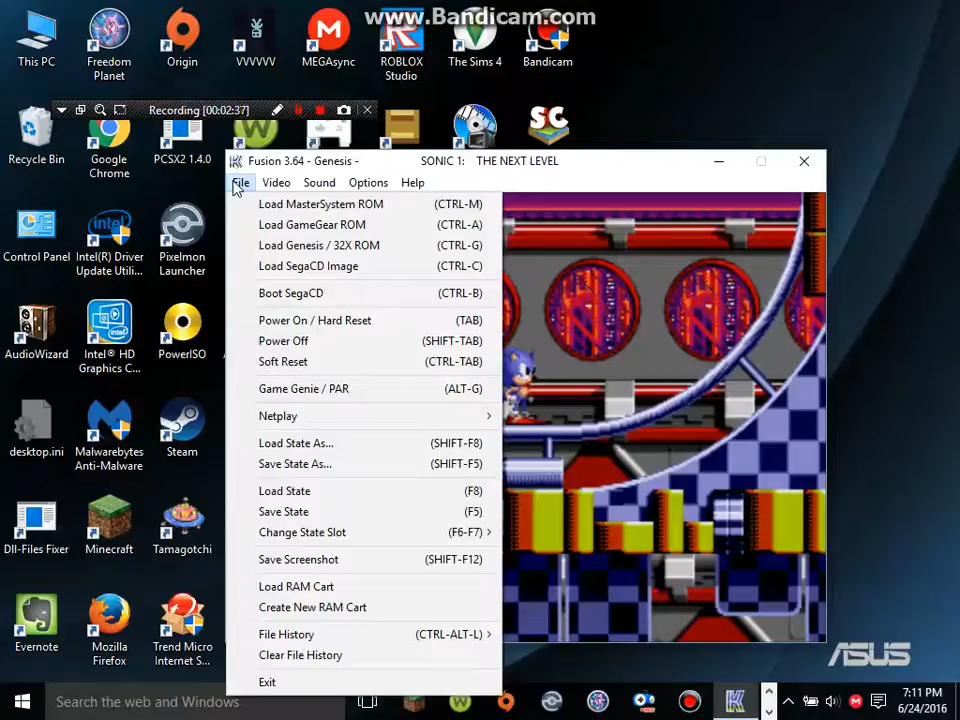 www.Bandicam.com
This PC
Freedom
Planet
Origin
VVVVVV
MEGAsync
ROBLOX
Studio
The Sims 4
Bandicam
Recording [00:02:37]
Recycle Bin
Google
Chrome
PCSX2 1.4.0
SC
Fusion 3.64 - Genesis - SONIC 1: THE NEXT LEVEL
File Video Sound Options Help
Load MasterSystem ROM (CTRL-M)
Load GameGear ROM (CTRL-A)
Load Genesis / 32X ROM (CTRL-G)
Load SegaCD Image (CTRL-C)
Boot SegaCD (CTRL-B)
Power On / Hard Reset (TAB)
Power Off (SHIFT-TAB)
Soft Reset (CTRL-TAB)
Game Genie / PAR (ALT-G)
Netplay
Load State As... (SHIFT-F8)
Save State As... (SHIFT-F5)
Load State (F8)
Save State (F5)
Change State Slot (F6-F7)
Save Screenshot (SHIFT-F12)
Load RAM Cart
Create New RAM Cart
File History (CTRL-ALT-L)
Clear File History
Exit
Control Panel
Intel(R) Driver
Update Utili...
Pixelmon
Launcher
AudioWizard
Intel® HD
Graphics C...
PowerISO
desktop.ini
Malwarebytes
Anti-Malware
Steam
Dll-Files Fixer
Minecraft
Tamagotchi
Evernote
Mozilla
Firefox
Trend Micro
Internet S...
ASUS
Search the web and Windows
7:11 PM
6/24/2016